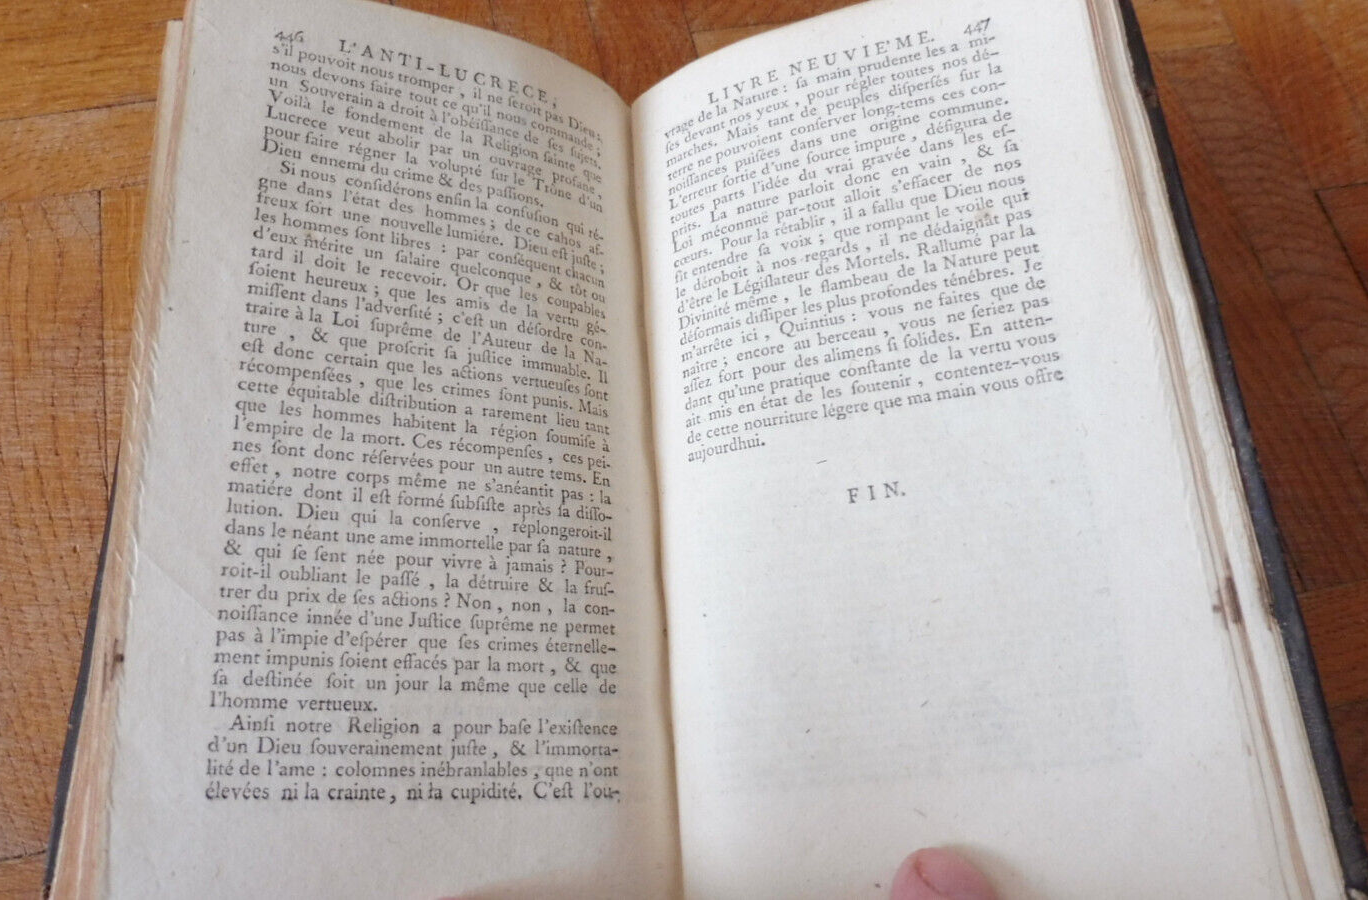 446 L'ANTI-LUCRECE,
s'il pouvoit nous tromper, il ne ſeroit pas Dieu:
nous devons faire tout ce qu'il nous commande;
un Souverain a droit à l'obéiſſance de ſes ſujets.
Voilà le fondement de la Religion ſainte que
Lucrece veut abolir par un ouvrage profane,
pour faire régner la volupté ſur le Trône d'un
Dieu ennemi du crime & des paſſions.
Si nous conſidérons enſin la confuſion qui ré-
gne dans l'état des hommes; de ce cahos af-
freux ſort une nouvelle lumiére. Dieu eſt juſte;
les hommes ſont libres: par conſéquent chacun
d'eux mérite un ſalaire quelconque, & tôt ou
tard il doit le recevoir. Or que les coupables
ſoient heureux; que les amis de la vertu gé-
miſſent dans l'adverſité; c'eſt un déſordre con-
traire à la Loi ſuprême de l'Auteur de la Na-
ture, & que proſcrit ſa juſtice immuable. Il
eſt donc certain que les actions vertueuſes ſont
récompenſées, que les crimes ſont punis. Mais
cette équitable diſtribution a rarement lieu tant
que les hommes habitent la région ſoumiſe à
l'empire de la mort. Ces récompenſes, ces pei-
nes ſont donc réſervées pour un autre tems. En
effet, notre corps même ne s'anéantit pas: la
matiére dont il eſt formé ſubſiſte après ſa diſſo-
lution. Dieu qui la conſerve, replongeroit-il
dans le néant une ame immortelle par ſa nature,
& qui ſe ſent née pour vivre à jamais? Pour-
roit-il oubliant le paſſé, la détruire & la fruſ-
trer du prix de ſes actions? Non, non, la con-
noiſſance innée d'une Juſtice ſuprême ne permet
pas à l'impie d'eſpérer que ſes crimes éternelle-
ment impunis ſoient effacés par la mort, & que
ſa deſtinée ſoit un jour la même que celle de
l'homme vertueux.
Ainſi notre Religion a pour baſe l'exiſtence
d'un Dieu ſouverainement juſte, & l'immorta-
lité de l'ame: colomnes inébranlables, que n'ont
élevées ni la crainte, ni la cupidité. C'eſt l'ou-
LIVRE NEUVIEME. 447
vrage de la Nature: ſa main prudente les a mi-
ſes devant nos yeux, pour régler toutes nos dé-
marches. Mais tant de peuples diſperſés ſur la
terre ne pouvoient conſerver long-tems ces con-
noiſſances puiſées dans une origine commune.
L'erreur ſortie d'une ſource impure, défigura de
toutes parts l'idée du vrai gravée dans les eſ-
prits. La nature parloit donc en vain, & ſa
Loi méconnuë par-tout alloit s'effacer de nos
cœurs. Pour la rétablir, il a fallu que Dieu nous
fit entendre ſa voix; que rompant le voile qui
le déroboit à nos regards, il ne dédaignât pas
d'être le Légiſlateur des Mortels. Rallumé par la
Divinité même, le flambeau de la Nature peut
déſormais diſſiper les plus profondes ténébres. Je
m'arrête ici, Quintius: vous ne faites que de
naître; encore au berceau, vous ne ſeriez pas
aſſez fort pour des alimens ſi ſolides. En atten-
dant qu'une pratique conſtante de la vertu vous
ait mis en état de les ſoutenir, contentez-vous
de cette nourriture légere que ma main vous offre
aujourdhui.
FIN.